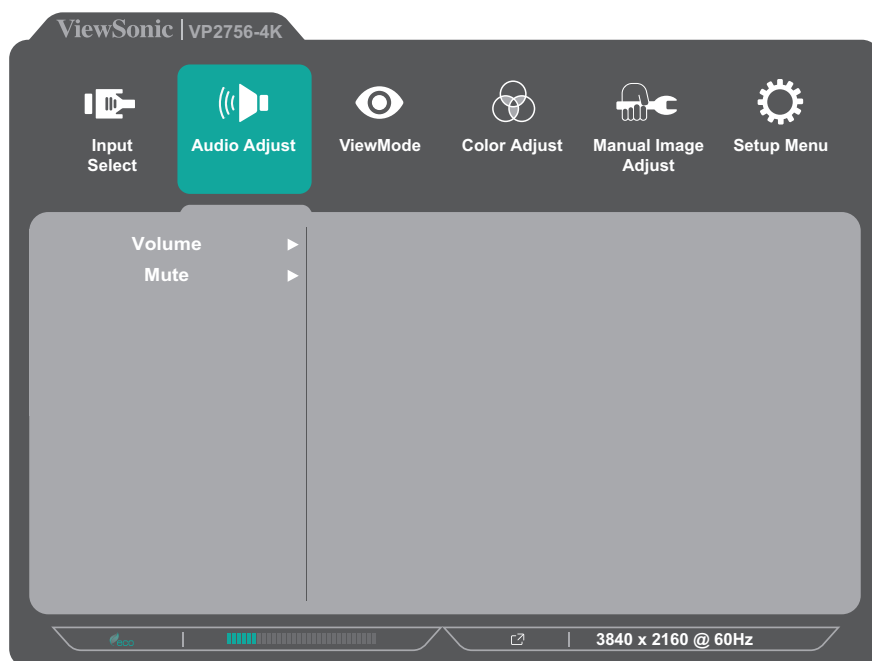 ViewSonic | VP2756-4K
Input
Select
Audio Adjust
ViewMode
Color Adjust
Manual Image
Adjust
Setup Menu
Volume
Mute
eco
3840 x 2160 @ 60Hz